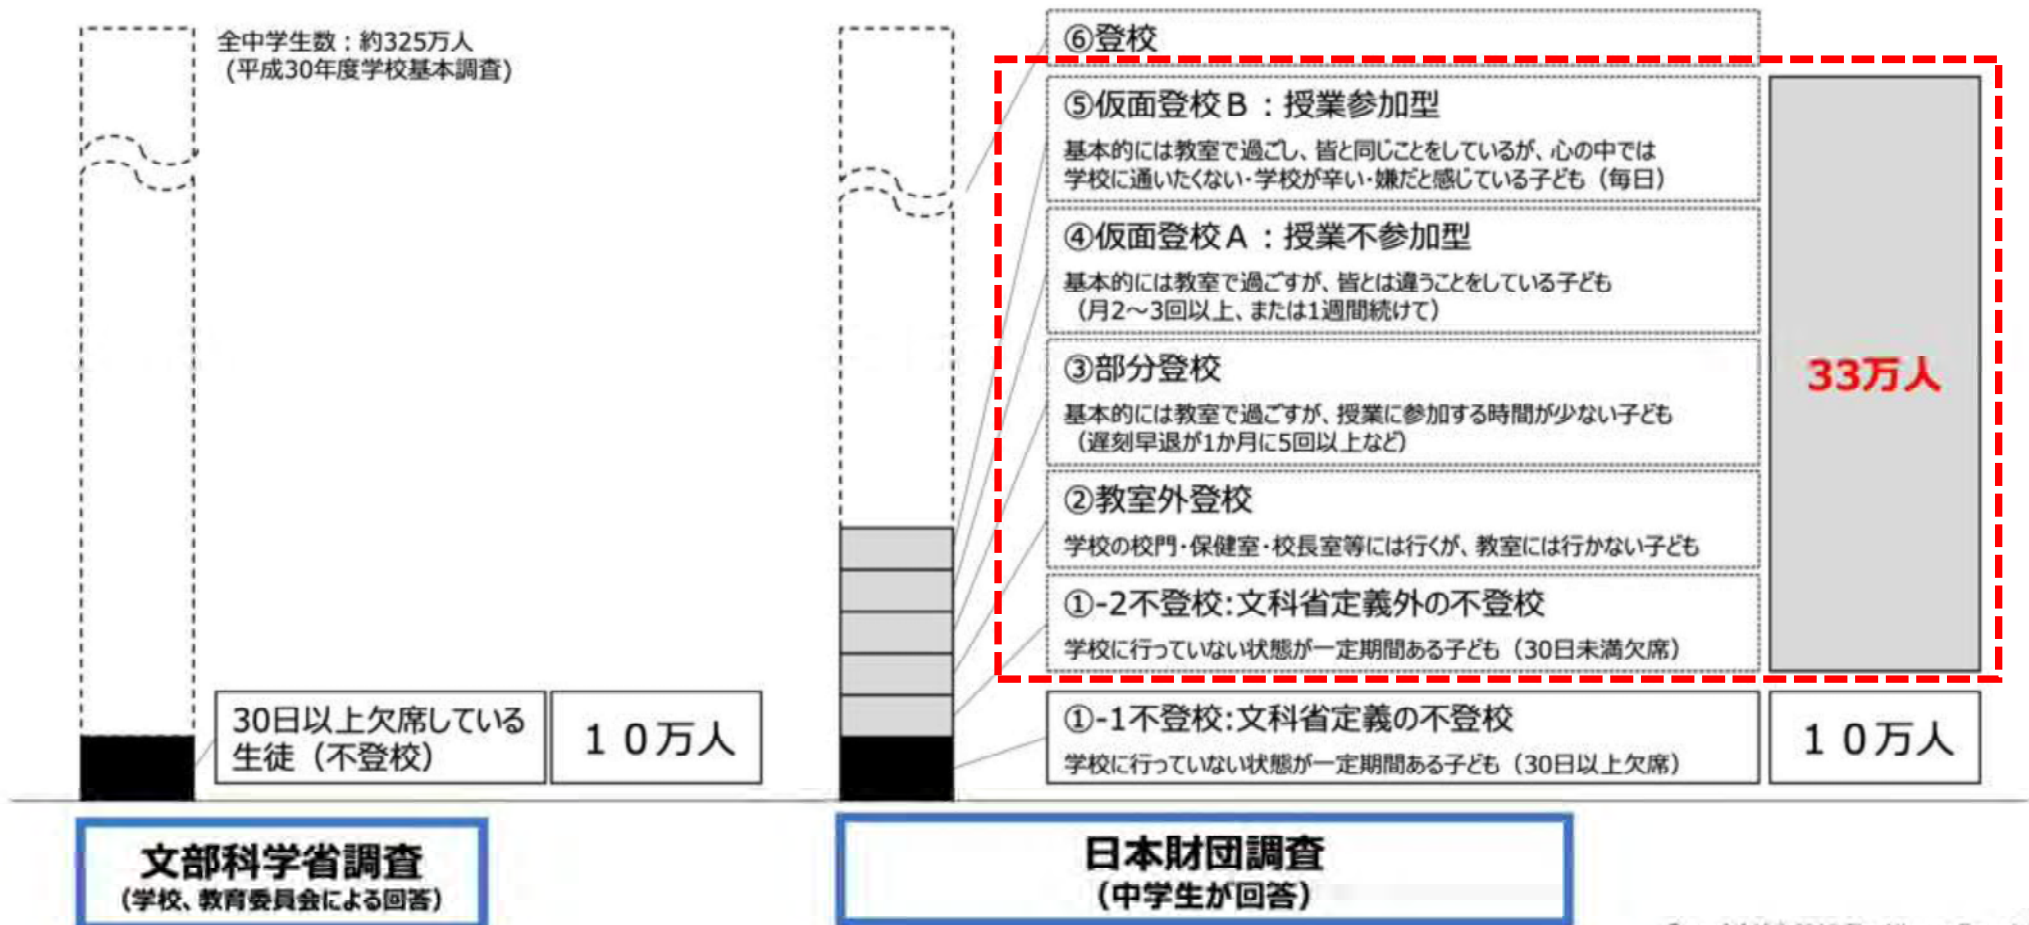 全中学生数：約325万人
(平成30年度学校基本調査)
30日以上欠席している
生徒（不登校）
１０万人
文部科学省調査
（学校、教育委員会による回答）
⑥登校
⑤仮面登校Ｂ：授業参加型
基本的には教室で過ごし、皆と同じことをしているが、心の中では
学校に通いたくない・学校が辛い・嫌だと感じている子ども（毎日）
④仮面登校Ａ：授業不参加型
基本的には教室で過ごすが、皆とは違うことをしている子ども
（月2～3回以上、または1週間続けて）
③部分登校
基本的には教室で過ごすが、授業に参加する時間が少ない子ども
（遅刻早退が1か月に5回以上など）
②教室外登校
学校の校門・保健室・校長室等には行くが、教室には行かない子ども
①-2不登校:文科省定義外の不登校
学校に行っていない状態が一定期間ある子ども（30日未満欠席）
33万人
①-1不登校:文科省定義の不登校
学校に行っていない状態が一定期間ある子ども（30日以上欠席）
１０万人
日本財団調査
（中学生が回答）